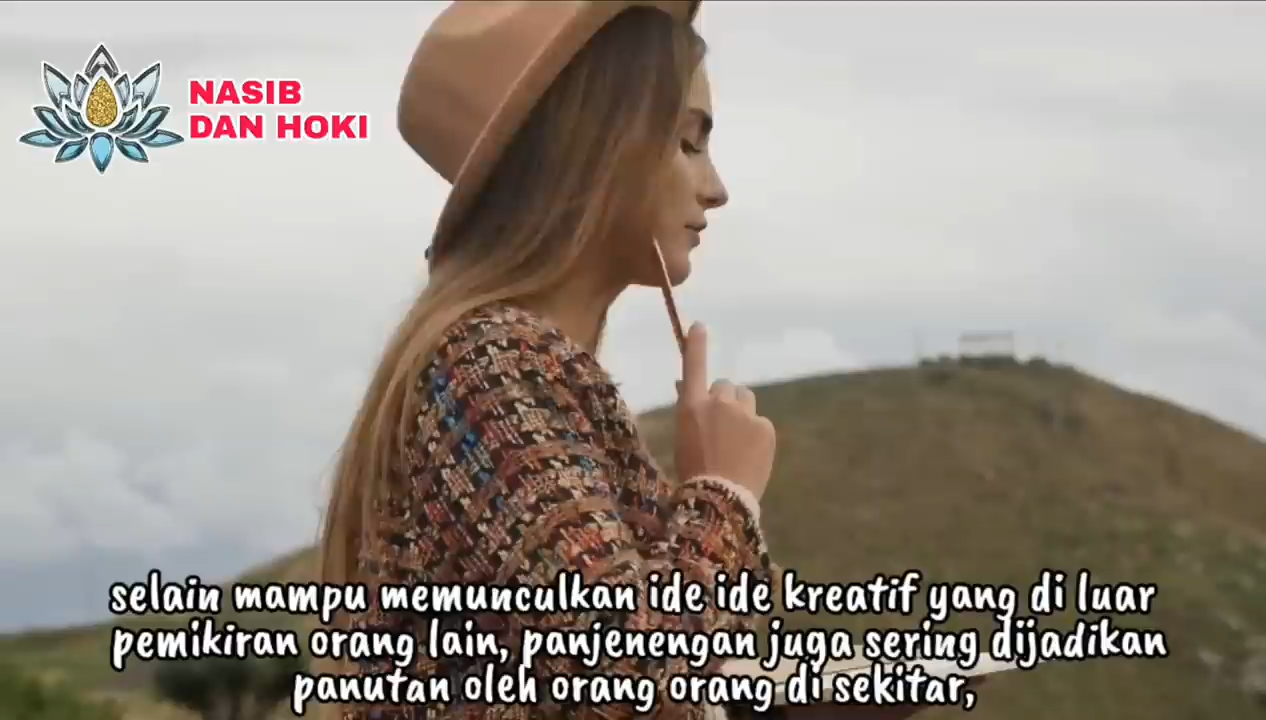 NASIB
DAN HOKI
selain mampu memunculkan ide ide kreatif yang di luar
pemikiran orang lain, panjenengan juga sering dijadikan
panutan oleh orang orang di sekitar,